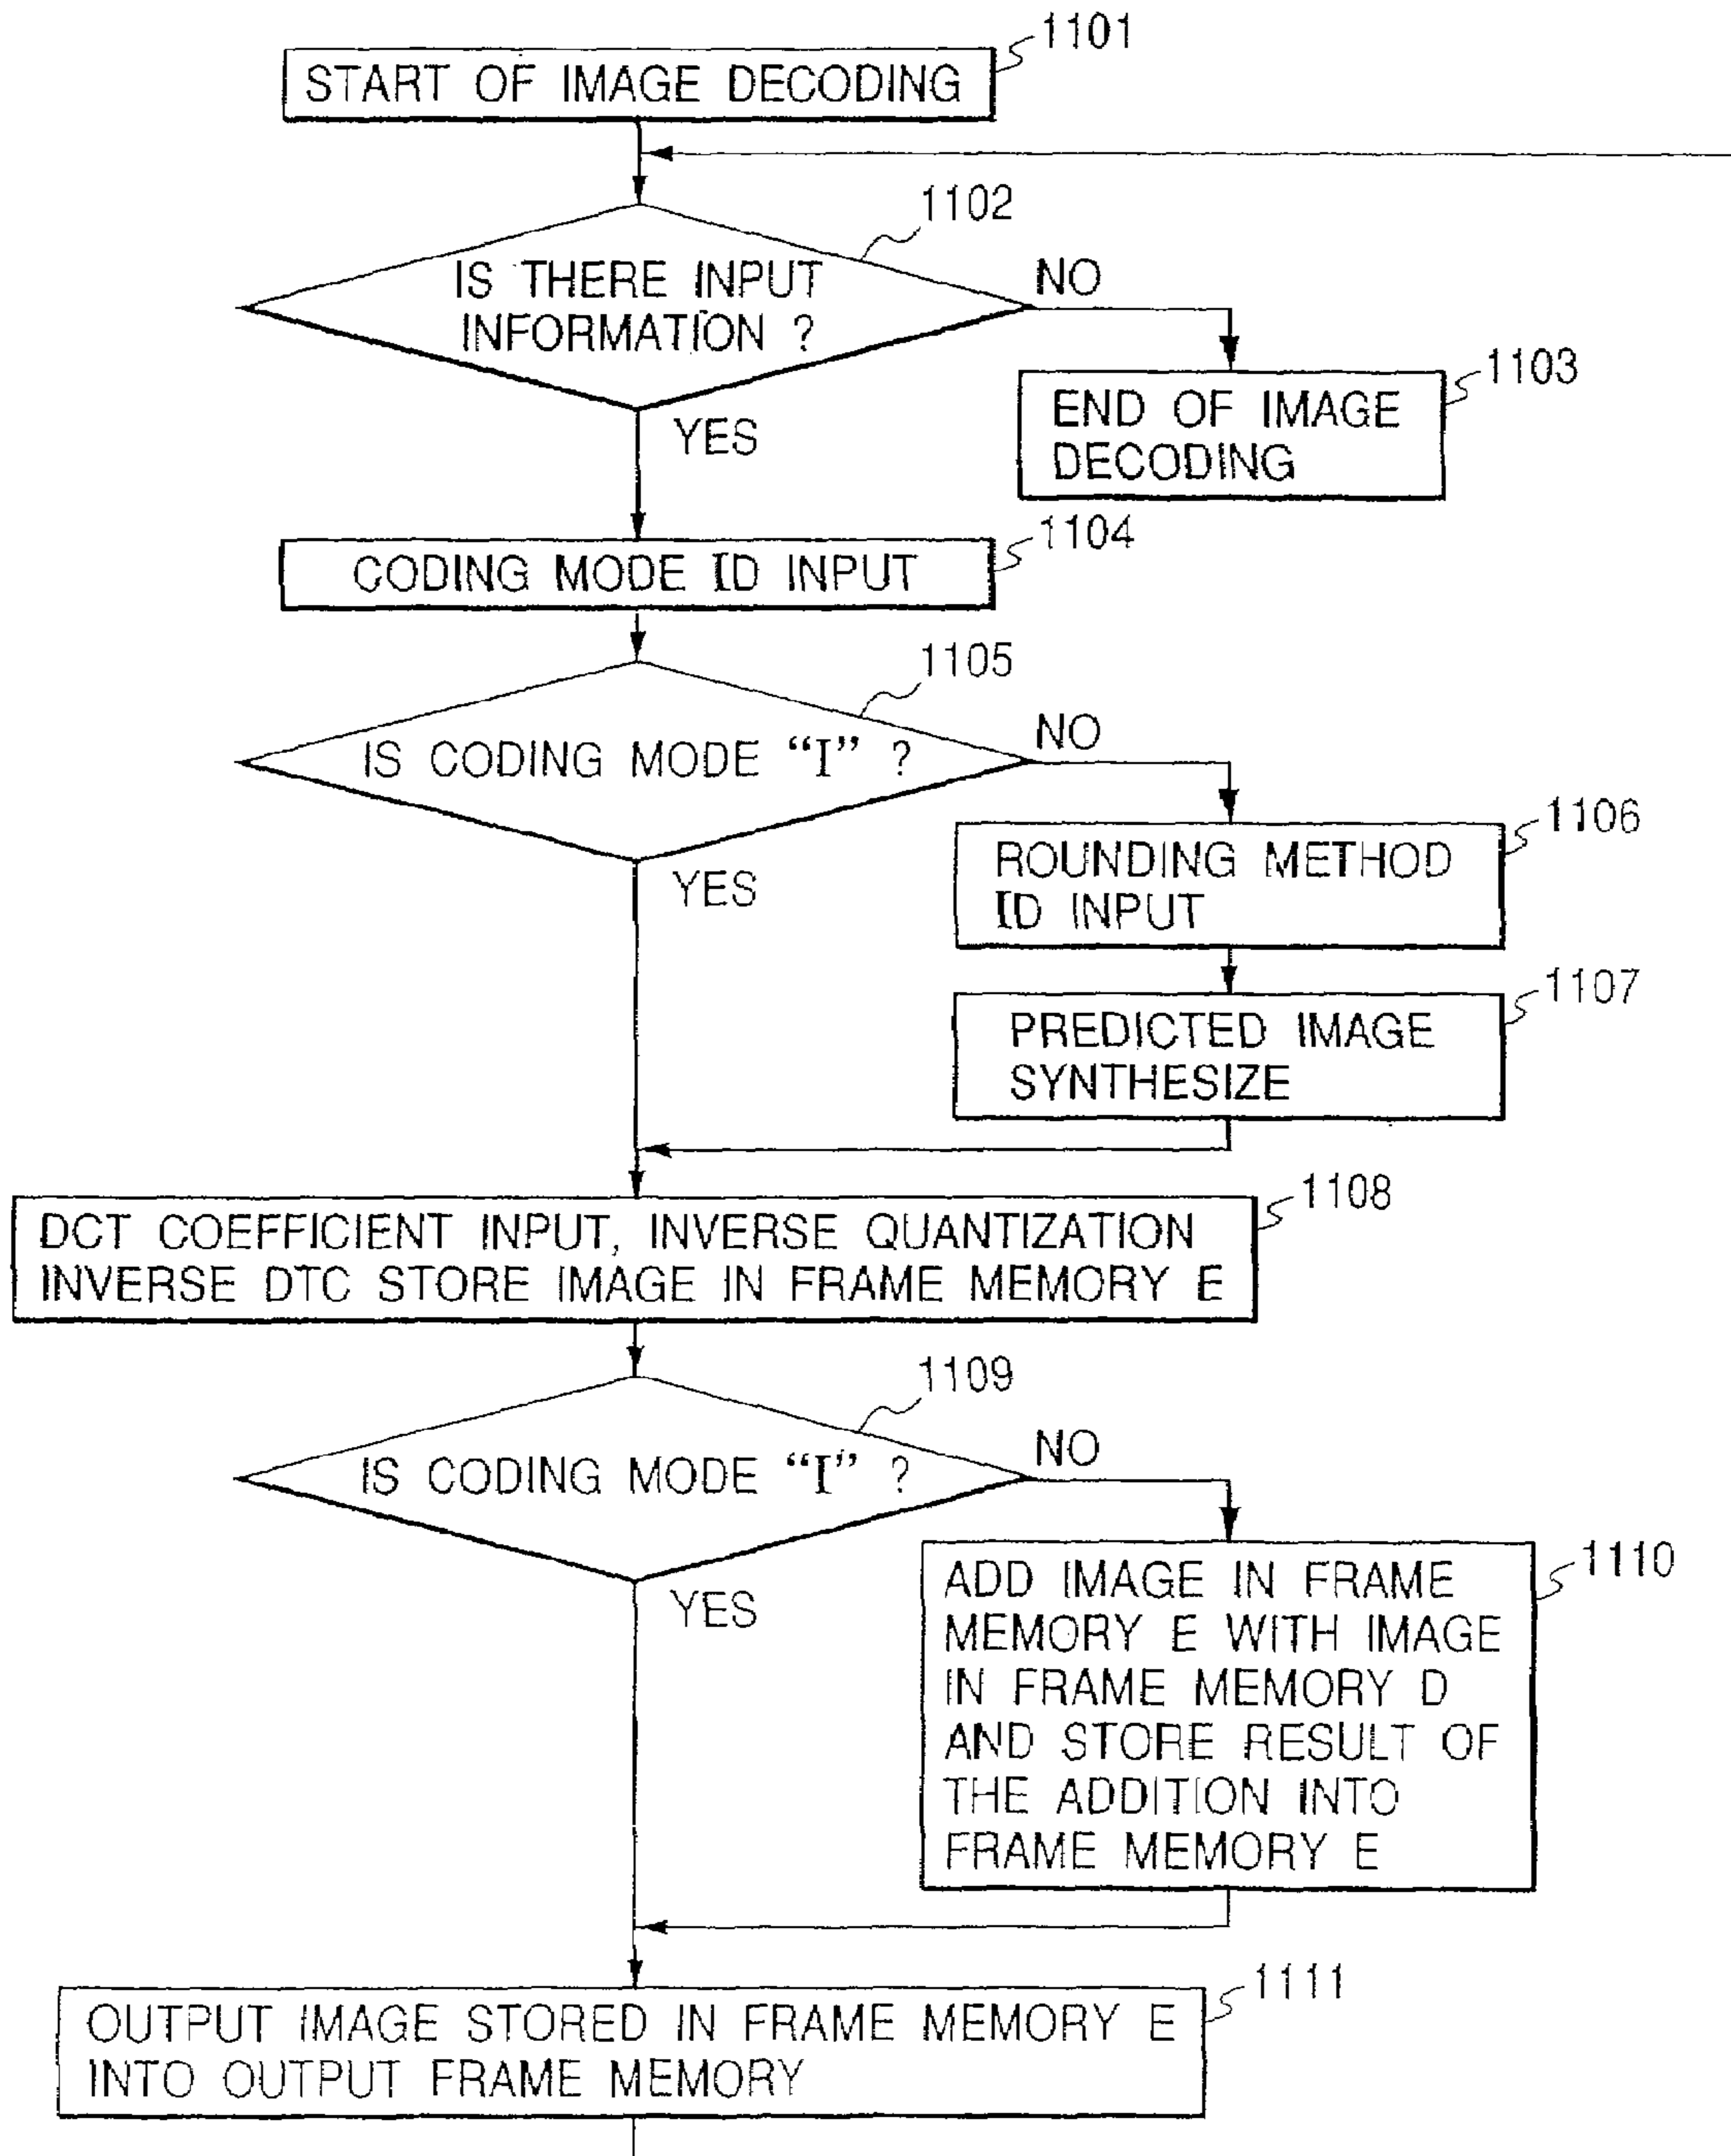 1101
START OF IMAGE DECODING
1102
IS THERE INPUT
INFORMATION ?
NO
YES
1103
END OF IMAGE
DECODING
1104
CODING MODE ID INPUT
1105
IS CODING MODE “I” ?
NO
YES
1106
ROUNDING METHOD
ID INPUT
1107
PREDICTED IMAGE
SYNTHESIZE
1108
DCT COEFFICIENT INPUT, INVERSE QUANTIZATION
INVERSE DTC STORE IMAGE IN FRAME MEMORY E
1109
IS CODING MODE “I” ?
NO
YES
1110
ADD IMAGE IN FRAME
MEMORY E WITH IMAGE
IN FRAME MEMORY D
AND STORE RESULT OF
THE ADDITION INTO
FRAME MEMORY E
1111
OUTPUT IMAGE STORED IN FRAME MEMORY E
INTO OUTPUT FRAME MEMORY